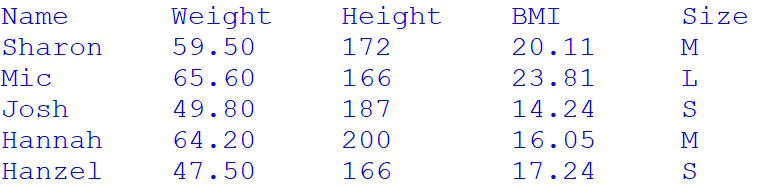 Name Weight Height BMI Size
Sharon 59.50 172 20.11 M
Mic 65.60 166 23.81 L
Josh 49.80 187 14.24 S
Hannah 64.20 200 16.05 M
Hanzel 47.50 166 17.24 S